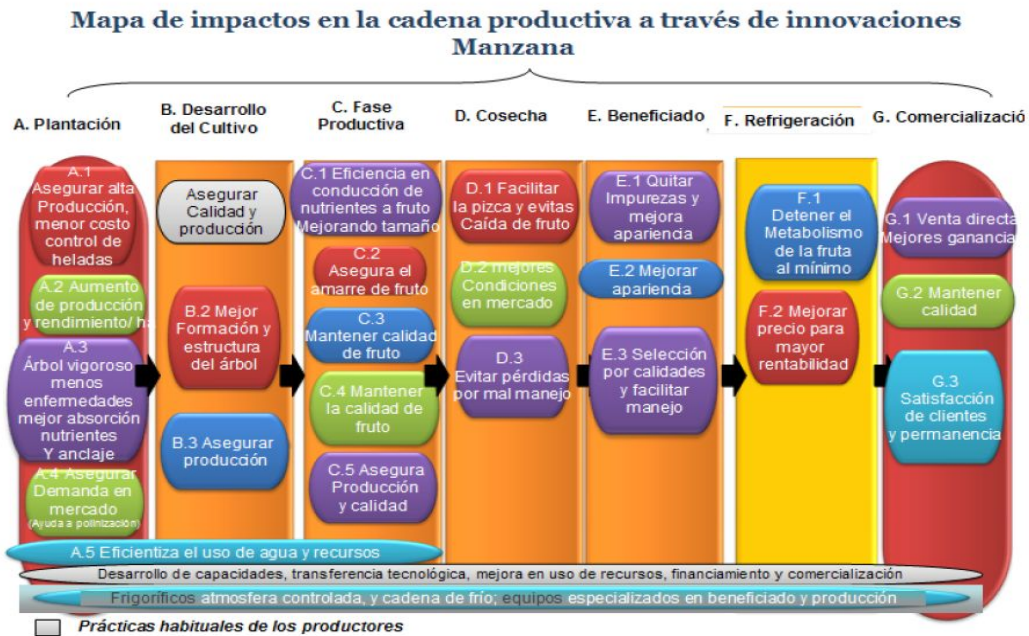 Mapa de impactos en la cadena productiva a través de innovaciones
Manzana
A. Plantación
B. Desarrollo
del Cultivo
C. Fase
Productiva
D. Cosecha
E. Beneficiado
F. Refrigeración
G. Comercializació
A.1
Asegurar alta
Producción,
menor costo
control de
heladas
A.2 Aumento
de producción
y rendimiento/ ha
A.3
Árbol vigoroso
menos
enfermedades
mejor absorción
nutrientes
Y anclaje
A.4 Asegurar
Demanda en
mercado
(Ayuda a polinización)
Asegurar
Calidad y
producción
B.2 Mejor
Formación y
estructura
del árbol
B.3 Asegurar
producción
C.1 Eficiencia en
conducción de
nutrientes a fruto
Mejorando tamaño
C.2
Asegura el
amarre de fruto
C.3
Mantener calidad
de fruto
C.4 Mantener
la calidad de
fruto
C.5 Asegura
Producción
y calidad
D.1 Facilitar
la pizca y evitas
Caída de fruto
D.2 mejores
Condiciones
en mercado
D.3
Evitar pérdidas
por mal manejo
E.1 Quitar
Impurezas y
mejora
apariencia
E.2 Mejorar
apariencia
E.3 Selección
por calidades
y facilitar
manejo
F.1
Detener el
Metabolismo
de la fruta
al mínimo
F.2 Mejorar
precio para
mayor
rentabilidad
G.1 Venta directa
Mejores ganancia
G.2 Mantener
calidad
G.3
Satisfacción
de clientes
y permanencia
A.5 Eficientiza el uso de agua y recursos
Desarrollo de capacidades, transferencia tecnológica, mejora en uso de recursos, financiamiento y comercialización
Frigoríficos atmosfera controlada, y cadena de frío; equipos especializados en beneficiado y producción
Prácticas habituales de los productores